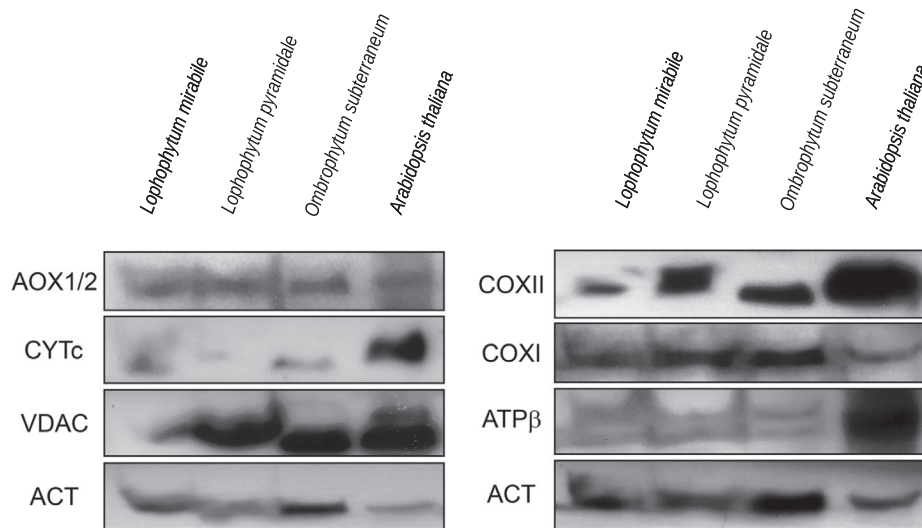 Lophophytum mirabile
Lophophytum pyramidale
Ombrophytum subterraneum
Arabidopsis thaliana
AOX1/2
CYTc
VDAC
ACT
Lophophytum mirabile
Lophophytum pyramidale
Ombrophytum subterraneum
Arabidopsis thaliana
COXII
COXI
ATPβ
ACT